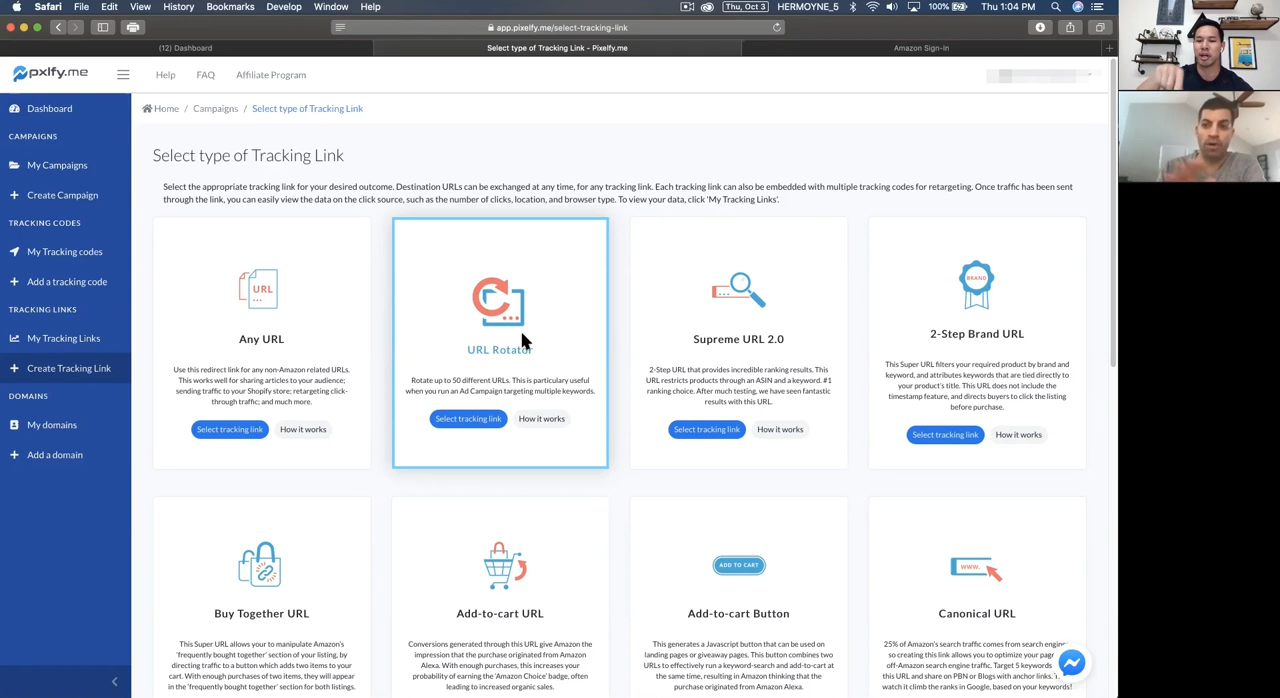 Safari File Edit View History Bookmarks Develop Window Help Thu, Oct 3 HERMOYNE_5 100% Thu 1:04 PM
app.pixelfy.me/select-tracking-link
(12) Dashboard Select type of Tracking Link - Pixelfy.me Amazon Sign-In
pxlfy.me Help FAQ Affiliate Program
Dashboard
CAMPAIGNS
My Campaigns
Create Campaign
TRACKING CODES
My Tracking codes
Add a tracking code
TRACKING LINKS
My Tracking Links
Create Tracking Link
DOMAINS
My domains
Add a domain
Home / Campaigns / Select type of Tracking Link
Select type of Tracking Link
Select the appropriate tracking link for your desired outcome. Destination URLs can be exchanged at any time, for any tracking link. Each tracking link can also be embedded with multiple tracking codes for retargeting. Once traffic has been
sent through the link, you can easily view the data on the click source, such as the number of clicks, location, and browser type. To view your data, click 'My Tracking Links'.
URL
Any URL
Use this redirect link for any non-Amazon related URLs.
This works well for sharing articles to your audience;
sending traffic to your Shopify store; retargeting click-
through traffic; and much more.
Select tracking link How it works
URL Rotator
Rotate up to 50 different URLs. This is particularly useful
when you run an Ad Campaign targeting multiple keywords.
Select tracking link How it works
Supreme URL 2.0
2-Step URL that provides incredible ranking results. This
URL restricts products through an ASIN and a keyword. #1
ranking choice. After much testing, we have seen fantastic
results with this URL.
Select tracking link How it works
BRAND
2-Step Brand URL
This Super URL filters your required product by brand and
keyword, and attributes keywords that are tied directly to
your product's title. This URL does not include the
timestamp feature, and directs buyers to click the listing
before purchase.
Select tracking link How it works
Buy Together URL
This Super URL allows your to manipulate Amazon's
'frequently bought together' section of your listing, by
directing traffic to a button which adds two items to your
cart. With enough purchases of two items, they will appear
in the 'frequently bought together' section for both listings.
Add-to-cart URL
Conversions generated through this URL give Amazon the
impression that the purchase originated from Amazon
Alexa. With enough purchases, this increases your
probability of earning the 'Amazon Choice' badge, often
leading to increased organic sales.
ADD TO CART
Add-to-cart Button
This generates a Javascript button that can be used on
landing pages or giveaway pages. This button combines two
URLs to effectively run a keyword-search and add-to-cart at
the same time, resulting in Amazon thinking that the
purchase originated from Amazon Alexa.
WWW.
Canonical URL
25% of Amazon's search traffic comes from search
so creating this link allows you to optimize your
off-Amazon search engine traffic. Target 5 keywords
this URL and share on PBN or Blogs with anchor links.
watch it climb the ranks in Google, based on your keywords!